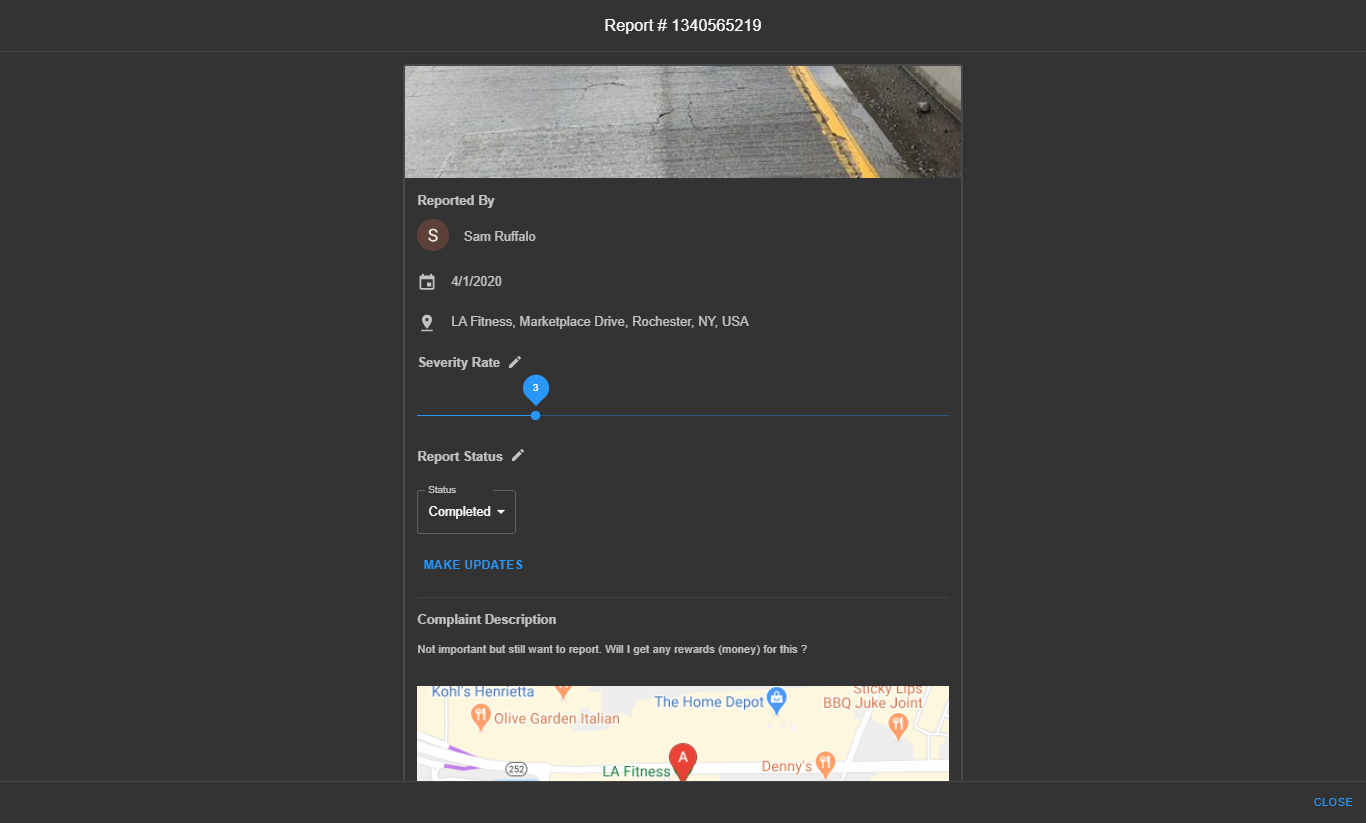 Report # 1340565219
Reported By
S
Sam Ruffalo
4/1/2020
LA Fitness, Marketplace Drive, Rochester, NY, USA
Severity Rate
3
Report Status
Status
Completed
MAKE UPDATES
Complaint Description
Not important but still want to report. Will I get any rewards (money) for this ?
Kohl's Henrietta
The Home Depot
Sticky Lips
BBQ Juke Joint
Olive Garden Italian
A
Denny's
252
LA Fitness
CLOSE